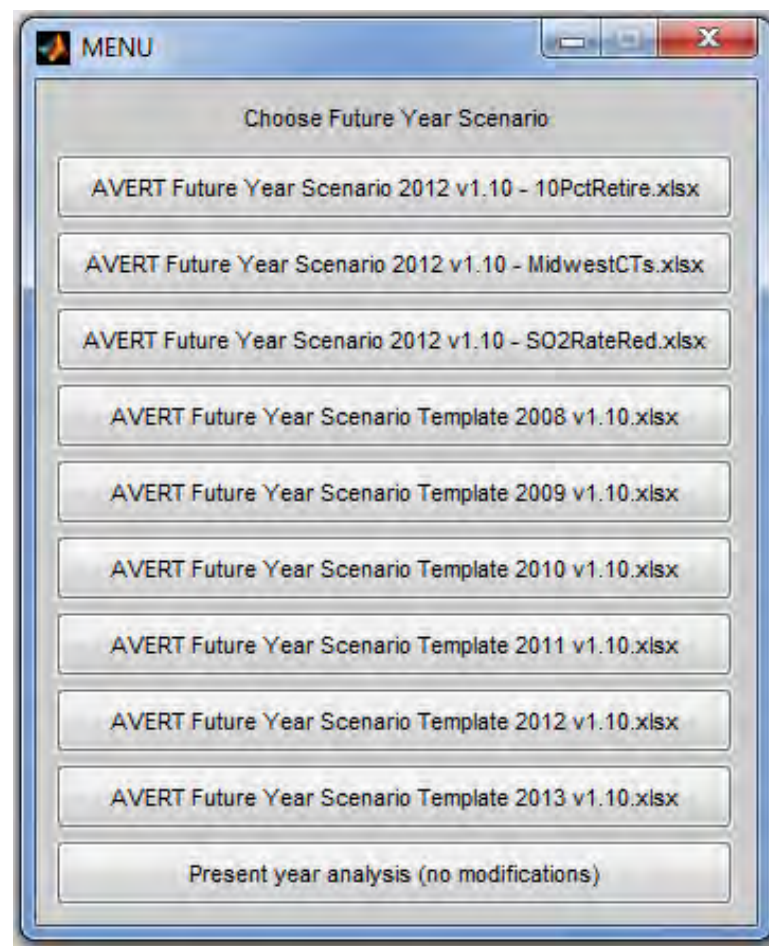 MENU
Choose Future Year Scenario
AVERT Future Year Scenario 2012 v1.10 - 10PctRetire.xlsx
AVERT Future Year Scenario 2012 v1.10 - MidwestCTs.xlsx
AVERT Future Year Scenario 2012 v1.10 - SO2RateRed.xlsx
AVERT Future Year Scenario Template 2008 v1.10.xlsx
AVERT Future Year Scenario Template 2009 v1.10.xlsx
AVERT Future Year Scenario Template 2010 v1.10.xlsx
AVERT Future Year Scenario Template 2011 v1.10.xlsx
AVERT Future Year Scenario Template 2012 v1.10.xlsx
AVERT Future Year Scenario Template 2013 v1.10.xlsx
Present year analysis (no modifications)